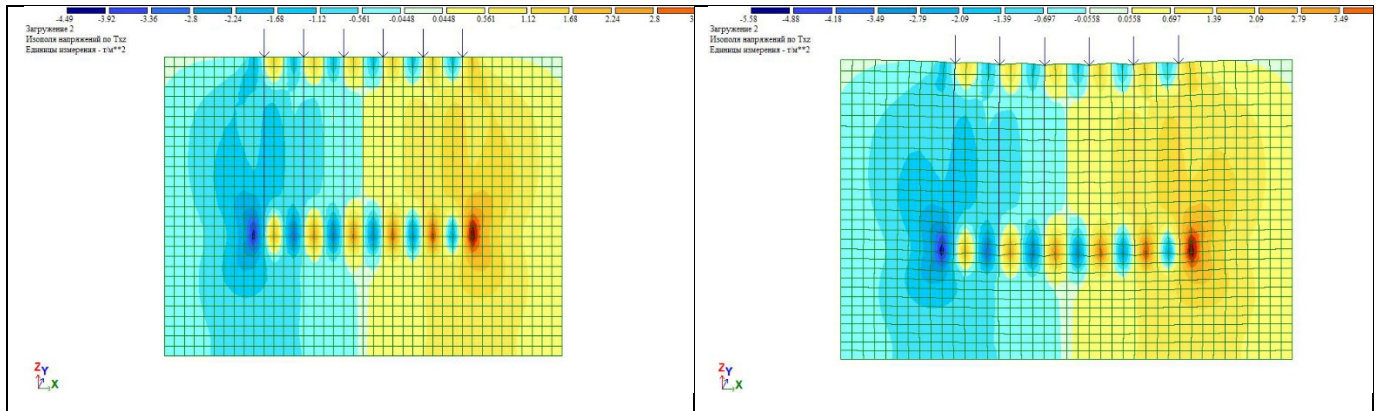 -4.49 -3.92 -3.36 -2.8 -2.24 -1.68 -1.12 -0.561 -0.0448 0.0448 0.561 1.12 1.68 2.24 2.8
Загружение 2
Изополя напряжений по Txz
Единицы измерения - т/м**2
Z Y
X
-5.58 -4.88 -4.18 -3.49 -2.79 -2.09 -1.39 -0.697 -0.0558 0.0558 0.697 1.39 2.09 2.79 3.49
Загружение 2
Изополя напряжений по Txz
Единицы измерения - т/м**2
Z Y
X